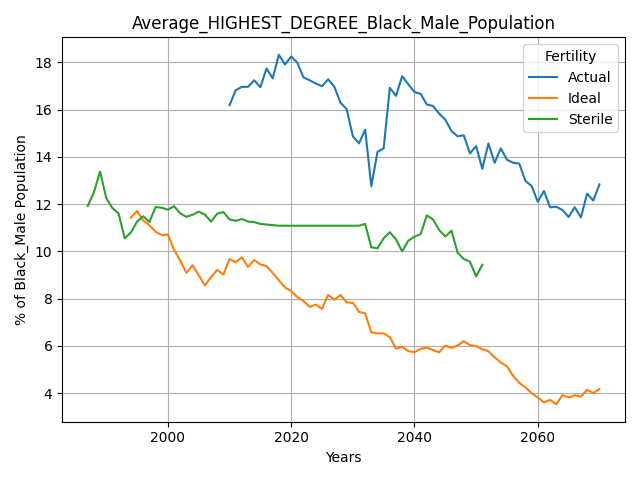 Average_HIGHEST_DEGREE_Black_Male_Population
Fertility
Actual
Ideal
Sterile
% of Black_Male Population
18
16
14
12
10
8
6
4
2000 2020 2040 2060
Years